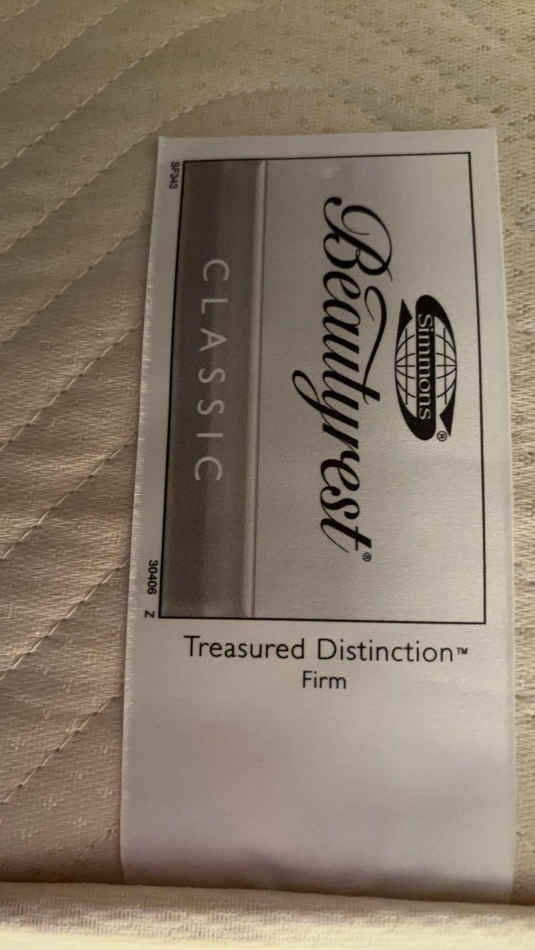 Simmons®
Beautyrest®
CLASSIC
SF343
30406 Z
Treasured Distinction™
Firm